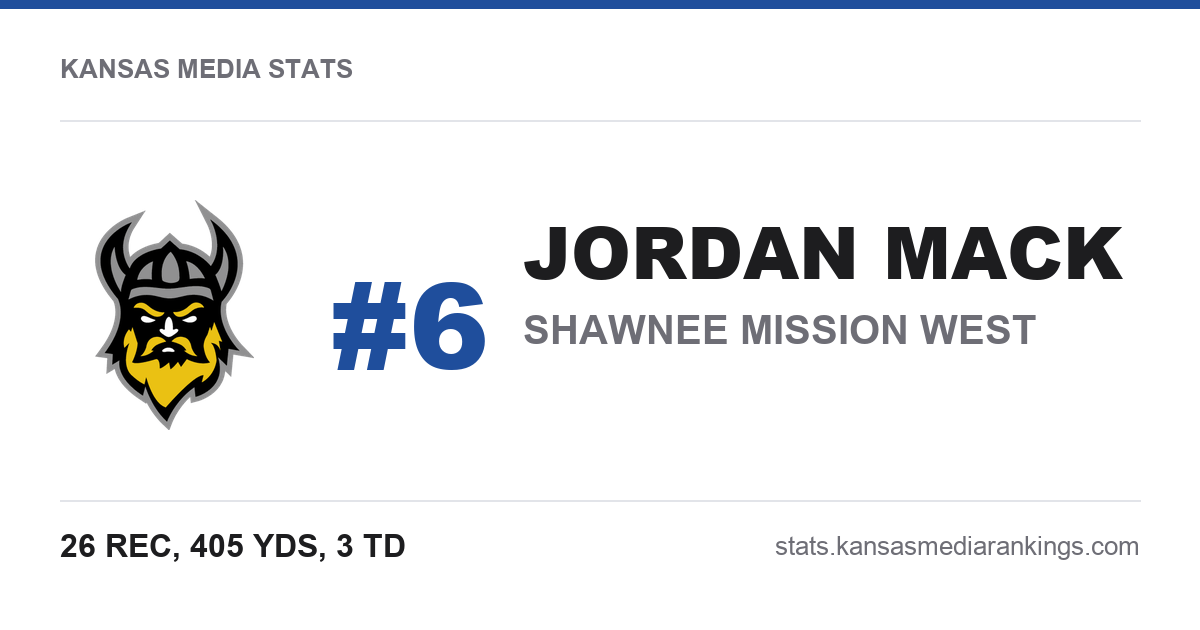 KANSAS MEDIA STATS
#6
JORDAN MACK
SHAWNEE MISSION WEST
26 REC, 405 YDS, 3 TD
stats.kansasmediarankings.com